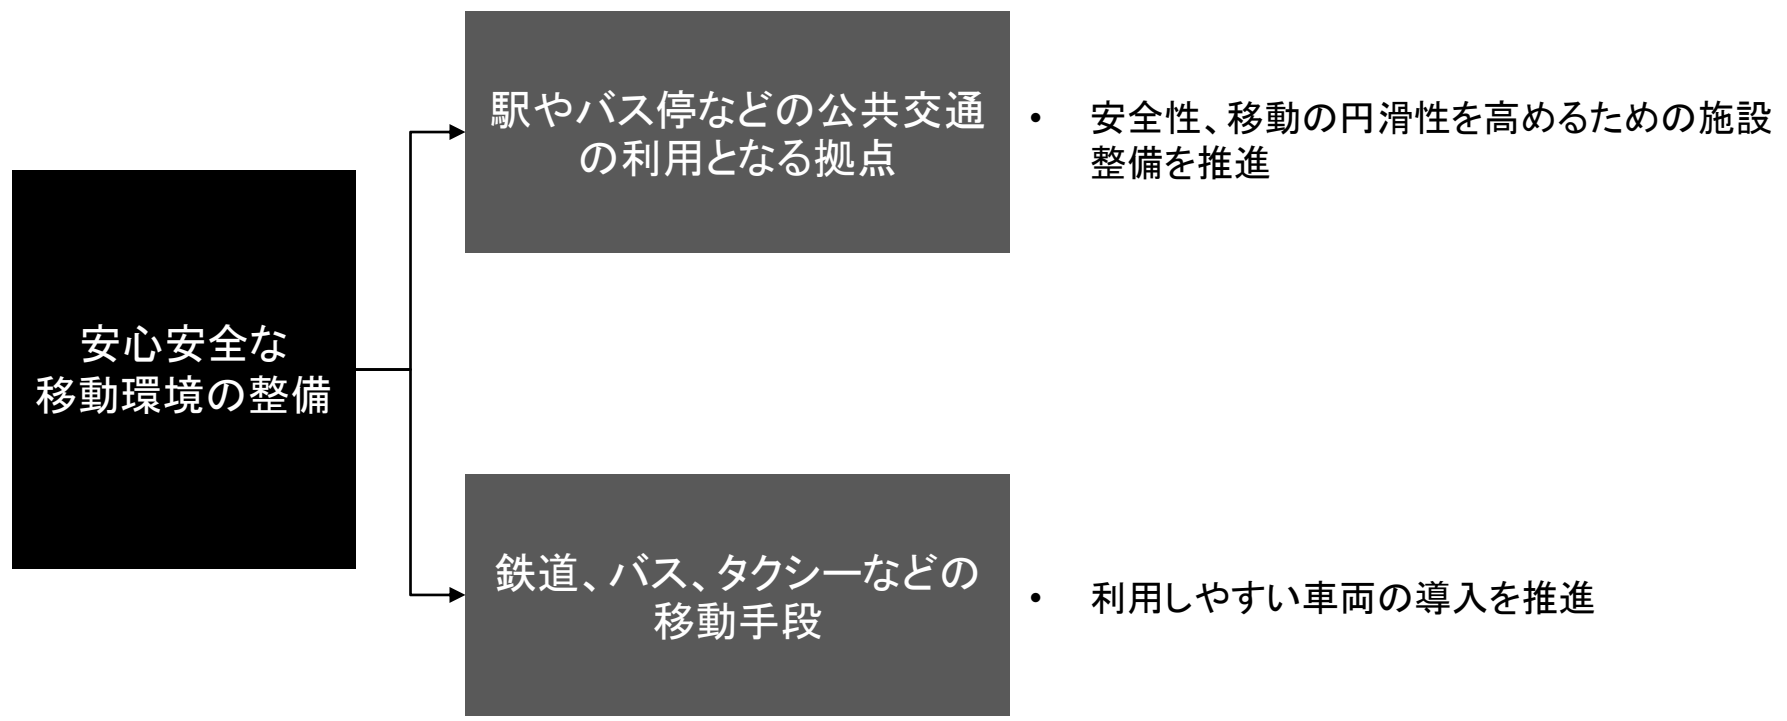 安心安全な
移動環境の整備
駅やバス停などの公共交通
の利用となる拠点
• 安全性、移動の円滑性を高めるための施設
整備を推進
鉄道、バス、タクシーなどの
移動手段
• 利用しやすい車両の導入を推進